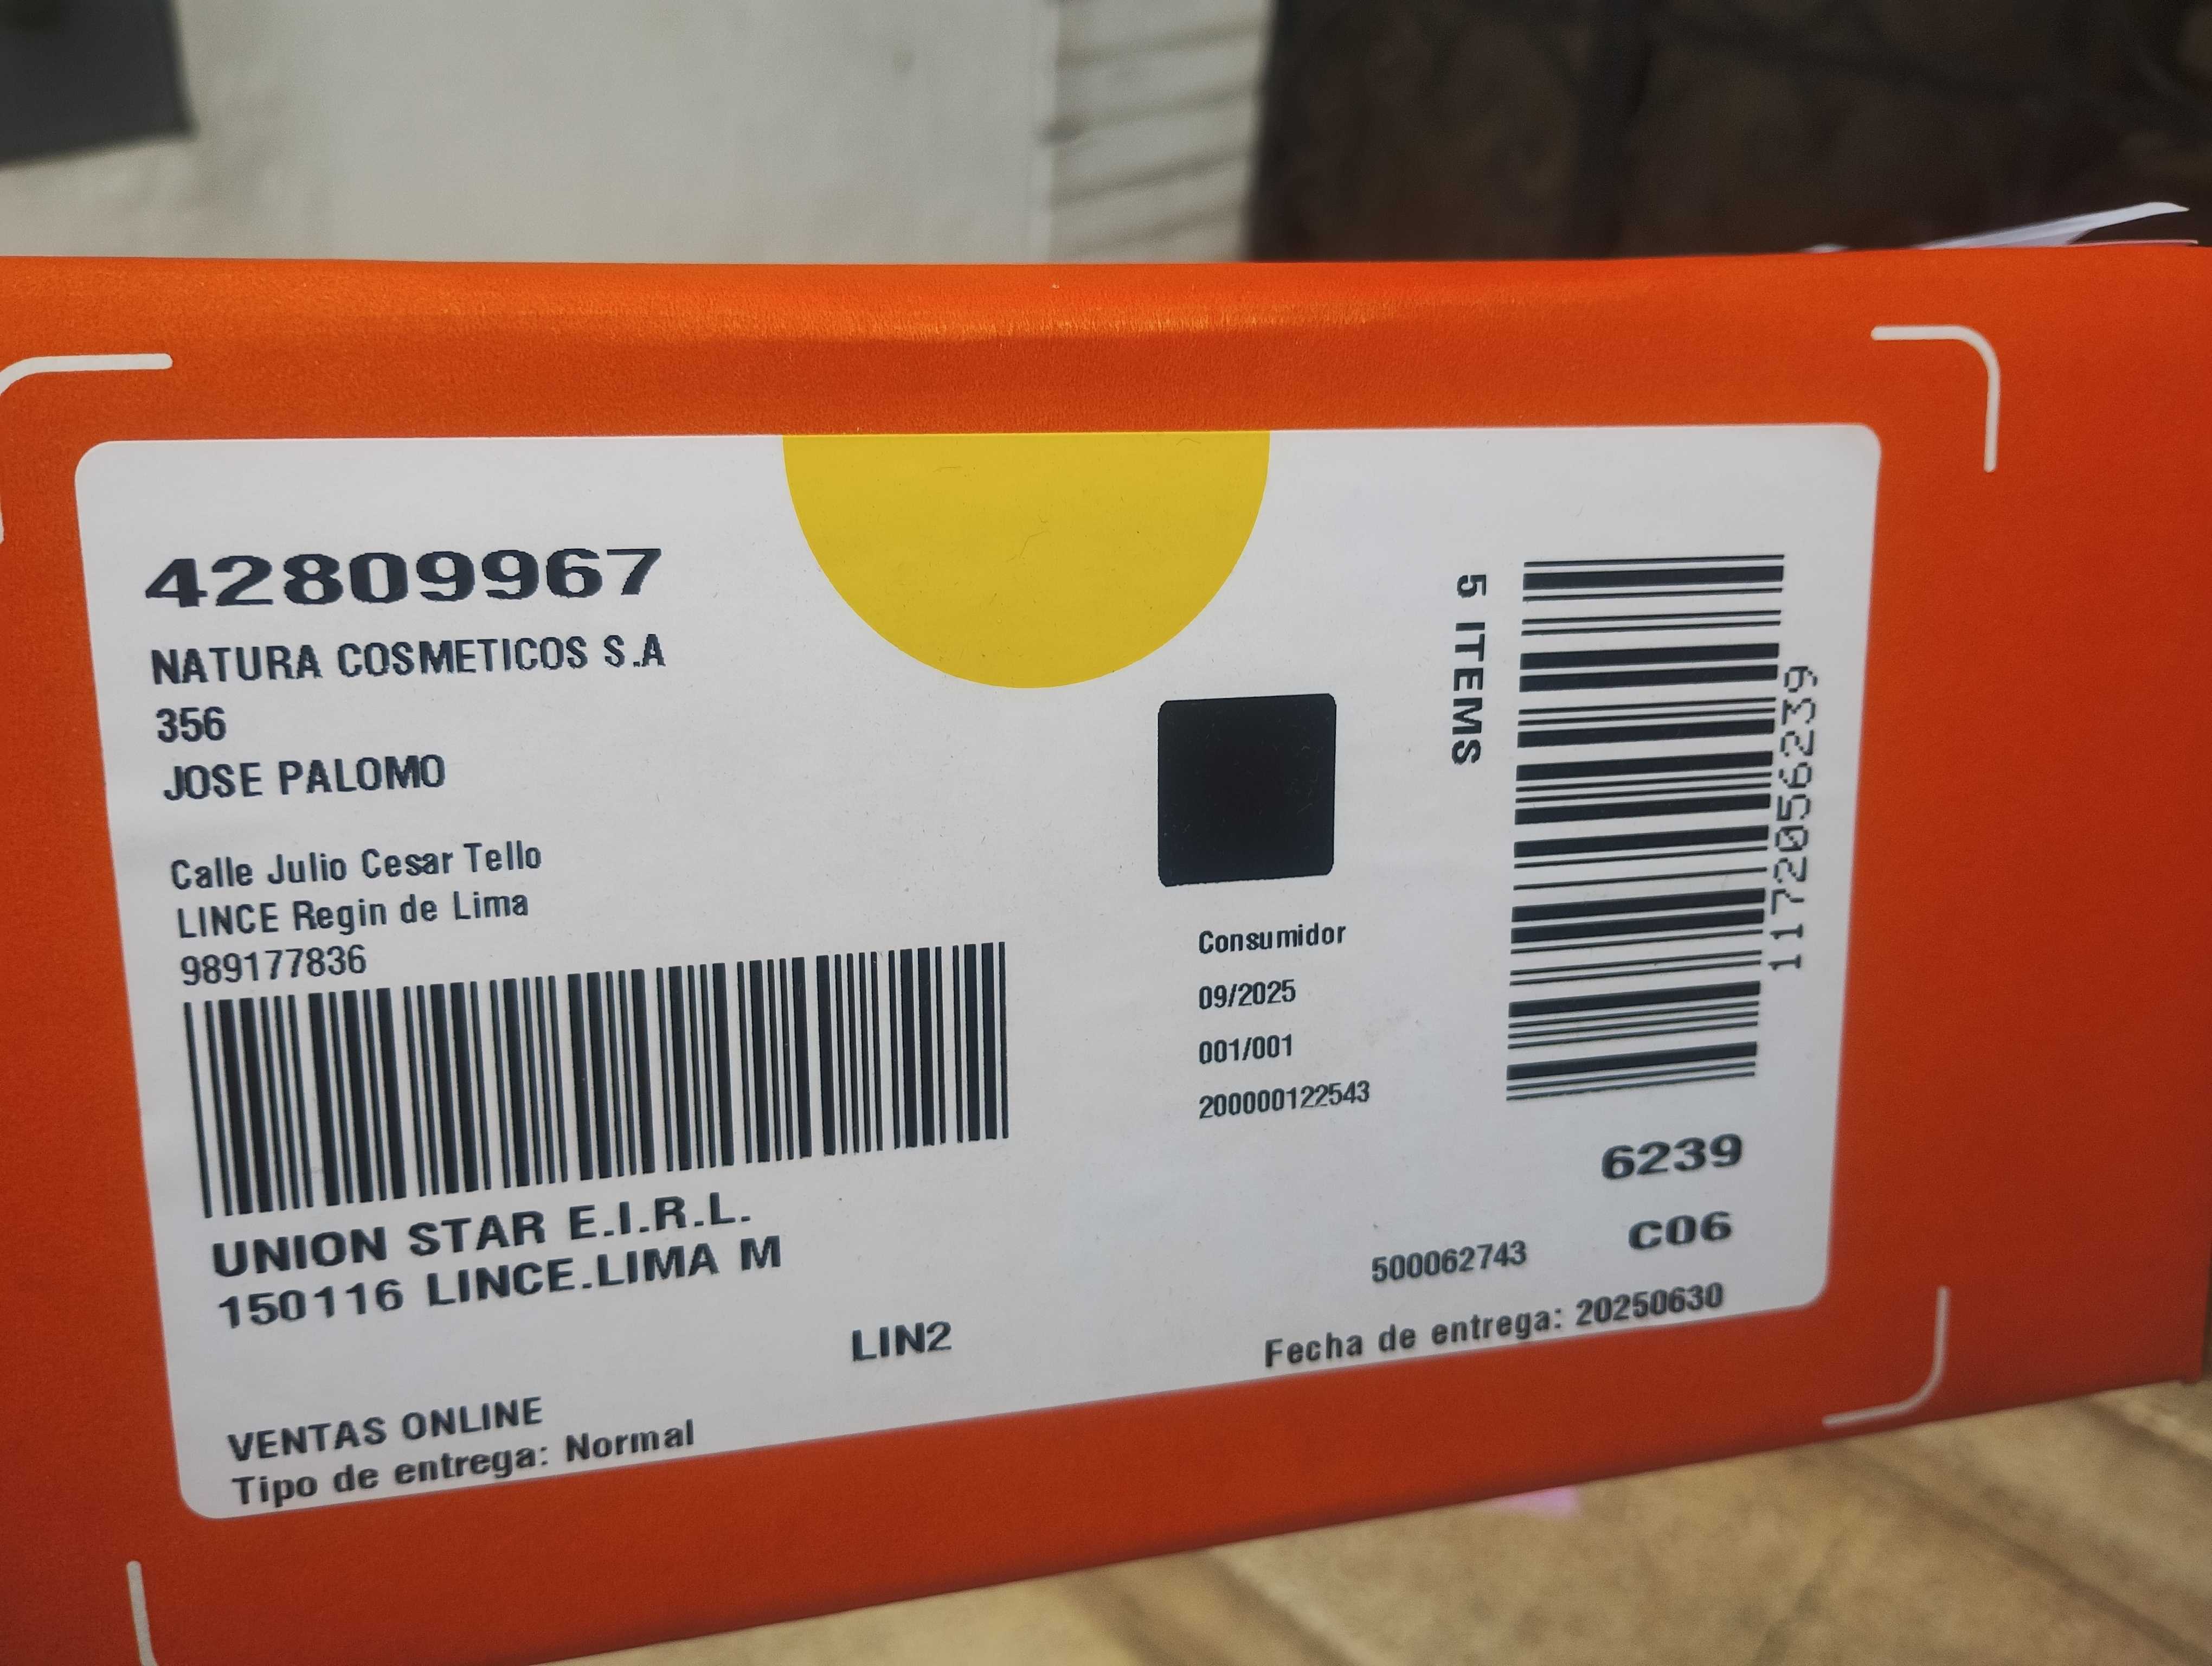 42809967
NATURA COSMETICOS S.A
356
JOSE PALOMO
Calle Julio Cesar Tello
LINCE Regin de Lima
989177836
UNION STAR E.I.R.L.
150116 LINCE.LIMA M
LIN2
VENTAS ONLINE
Tipo de entrega: Normal
Consumidor
09/2025
001/001
200000122543
5 ITEMS
1172056239
6239
C06
500062743
Fecha de entrega: 20250630